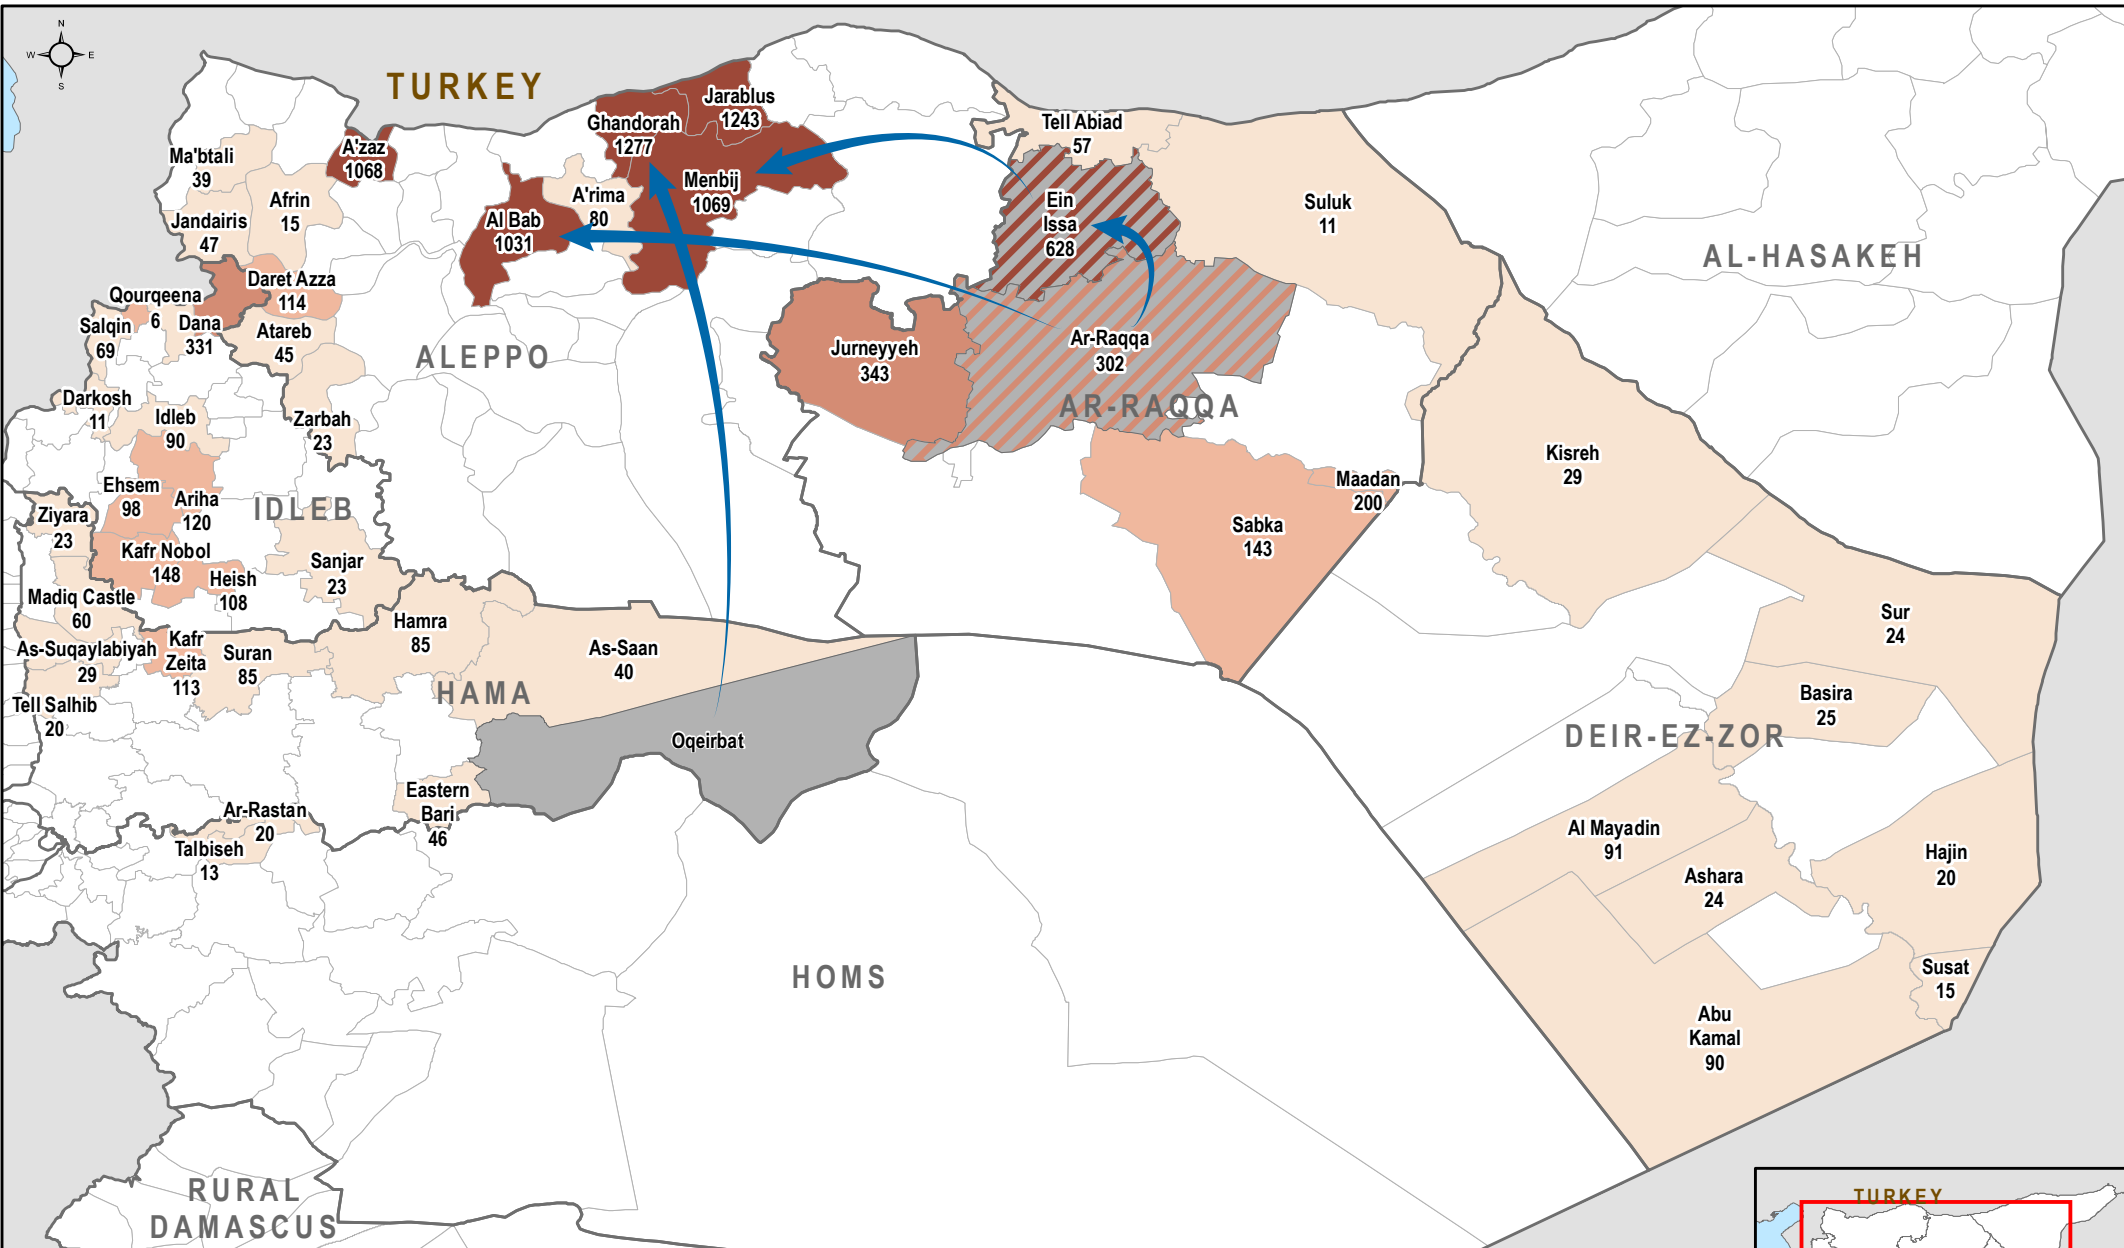 N
W
E
S
TURKEY
Jarablus
1243
Ghandorah
1277
Tell Abiad
57
A'zaz
1068
Ma'btali
39
Menbij
1069
A'rima
80
Afrin
15
Ein
Issa
628
Suluk
11
Jandairis
47
Al Bab
1031
AL-HASAKEH
Daret Azza
114
Qourqeena
6
Salqin
69
Dana
331
Atareb
45
ALEPPO
Jurneyyeh
343
Ar-Raqqa
302
AR-RAQQA
Darkosh
11
Idleb
90
Zarbah
23
Kisreh
29
Maadan
200
Ehsem
98
Ariha
120
IDLEB
Ziyara
23
Sabka
143
Kafr Nobol
148
Sanjar
23
Heish
108
Madiq Castle
60
Hamra
85
Sur
24
As-Suqaylabiyah
29
Kafr
Zeita
113
Suran
85
As-Saan
40
HAMA
Basira
25
Tell Salhib
20
Oqeirbat
DEIR-EZ-ZOR
Eastern
Bari
46
Ar-Rastan
20
Talbiseh
13
Al Mayadin
91
Ashara
24
Hajin
20
HOMS
Susat
15
Abu
Kamal
90
RURAL
DAMASCUS
TURKEY